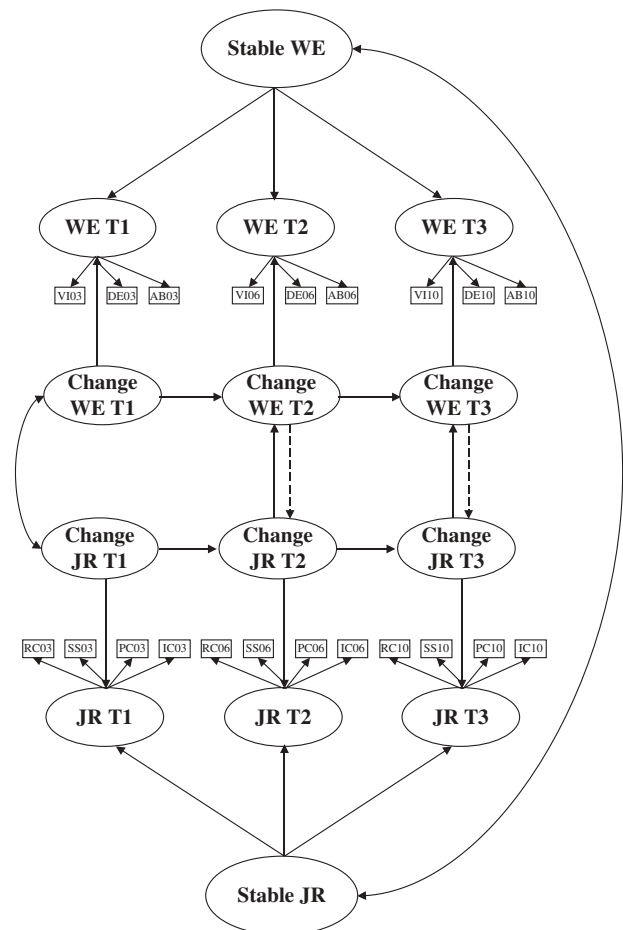 Stable WE
WE T1
WE T2
WE T3
VI03
DE03
AB03
VI06
DE06
AB06
VI10
DE10
AB10
Change
WE T1
Change
WE T2
Change
WE T3
Change
JR T1
Change
JR T2
Change
JR T3
RC03
SS03
PC03
IC03
RC06
SS06
PC06
IC06
RC10
SS10
PC10
IC10
JR T1
JR T2
JR T3
Stable JR